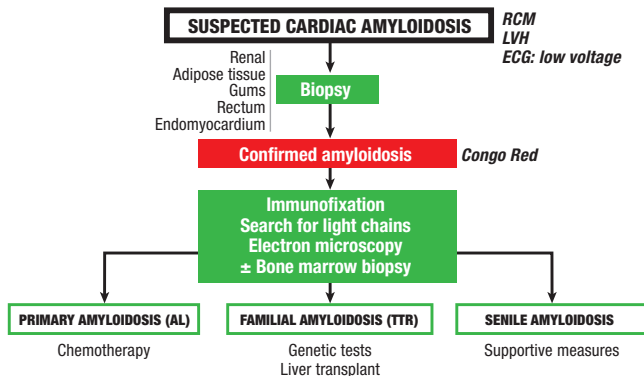 SUSPECTED CARDIAC AMYLOIDOSIS
RCM
LVH
ECG: low voltage
Renal
Adipose tissue
Gums
Rectum
Endomyocardium
Biopsy
Confirmed amyloidosis
Congo Red
Immunofixation
Search for light chains
Electron microscopy
± Bone marrow biopsy
PRIMARY AMYLOIDOSIS (AL)
Chemotherapy
FAMILIAL AMYLOIDOSIS (TTR)
Genetic tests
Liver transplant
SENILE AMYLOIDOSIS
Supportive measures